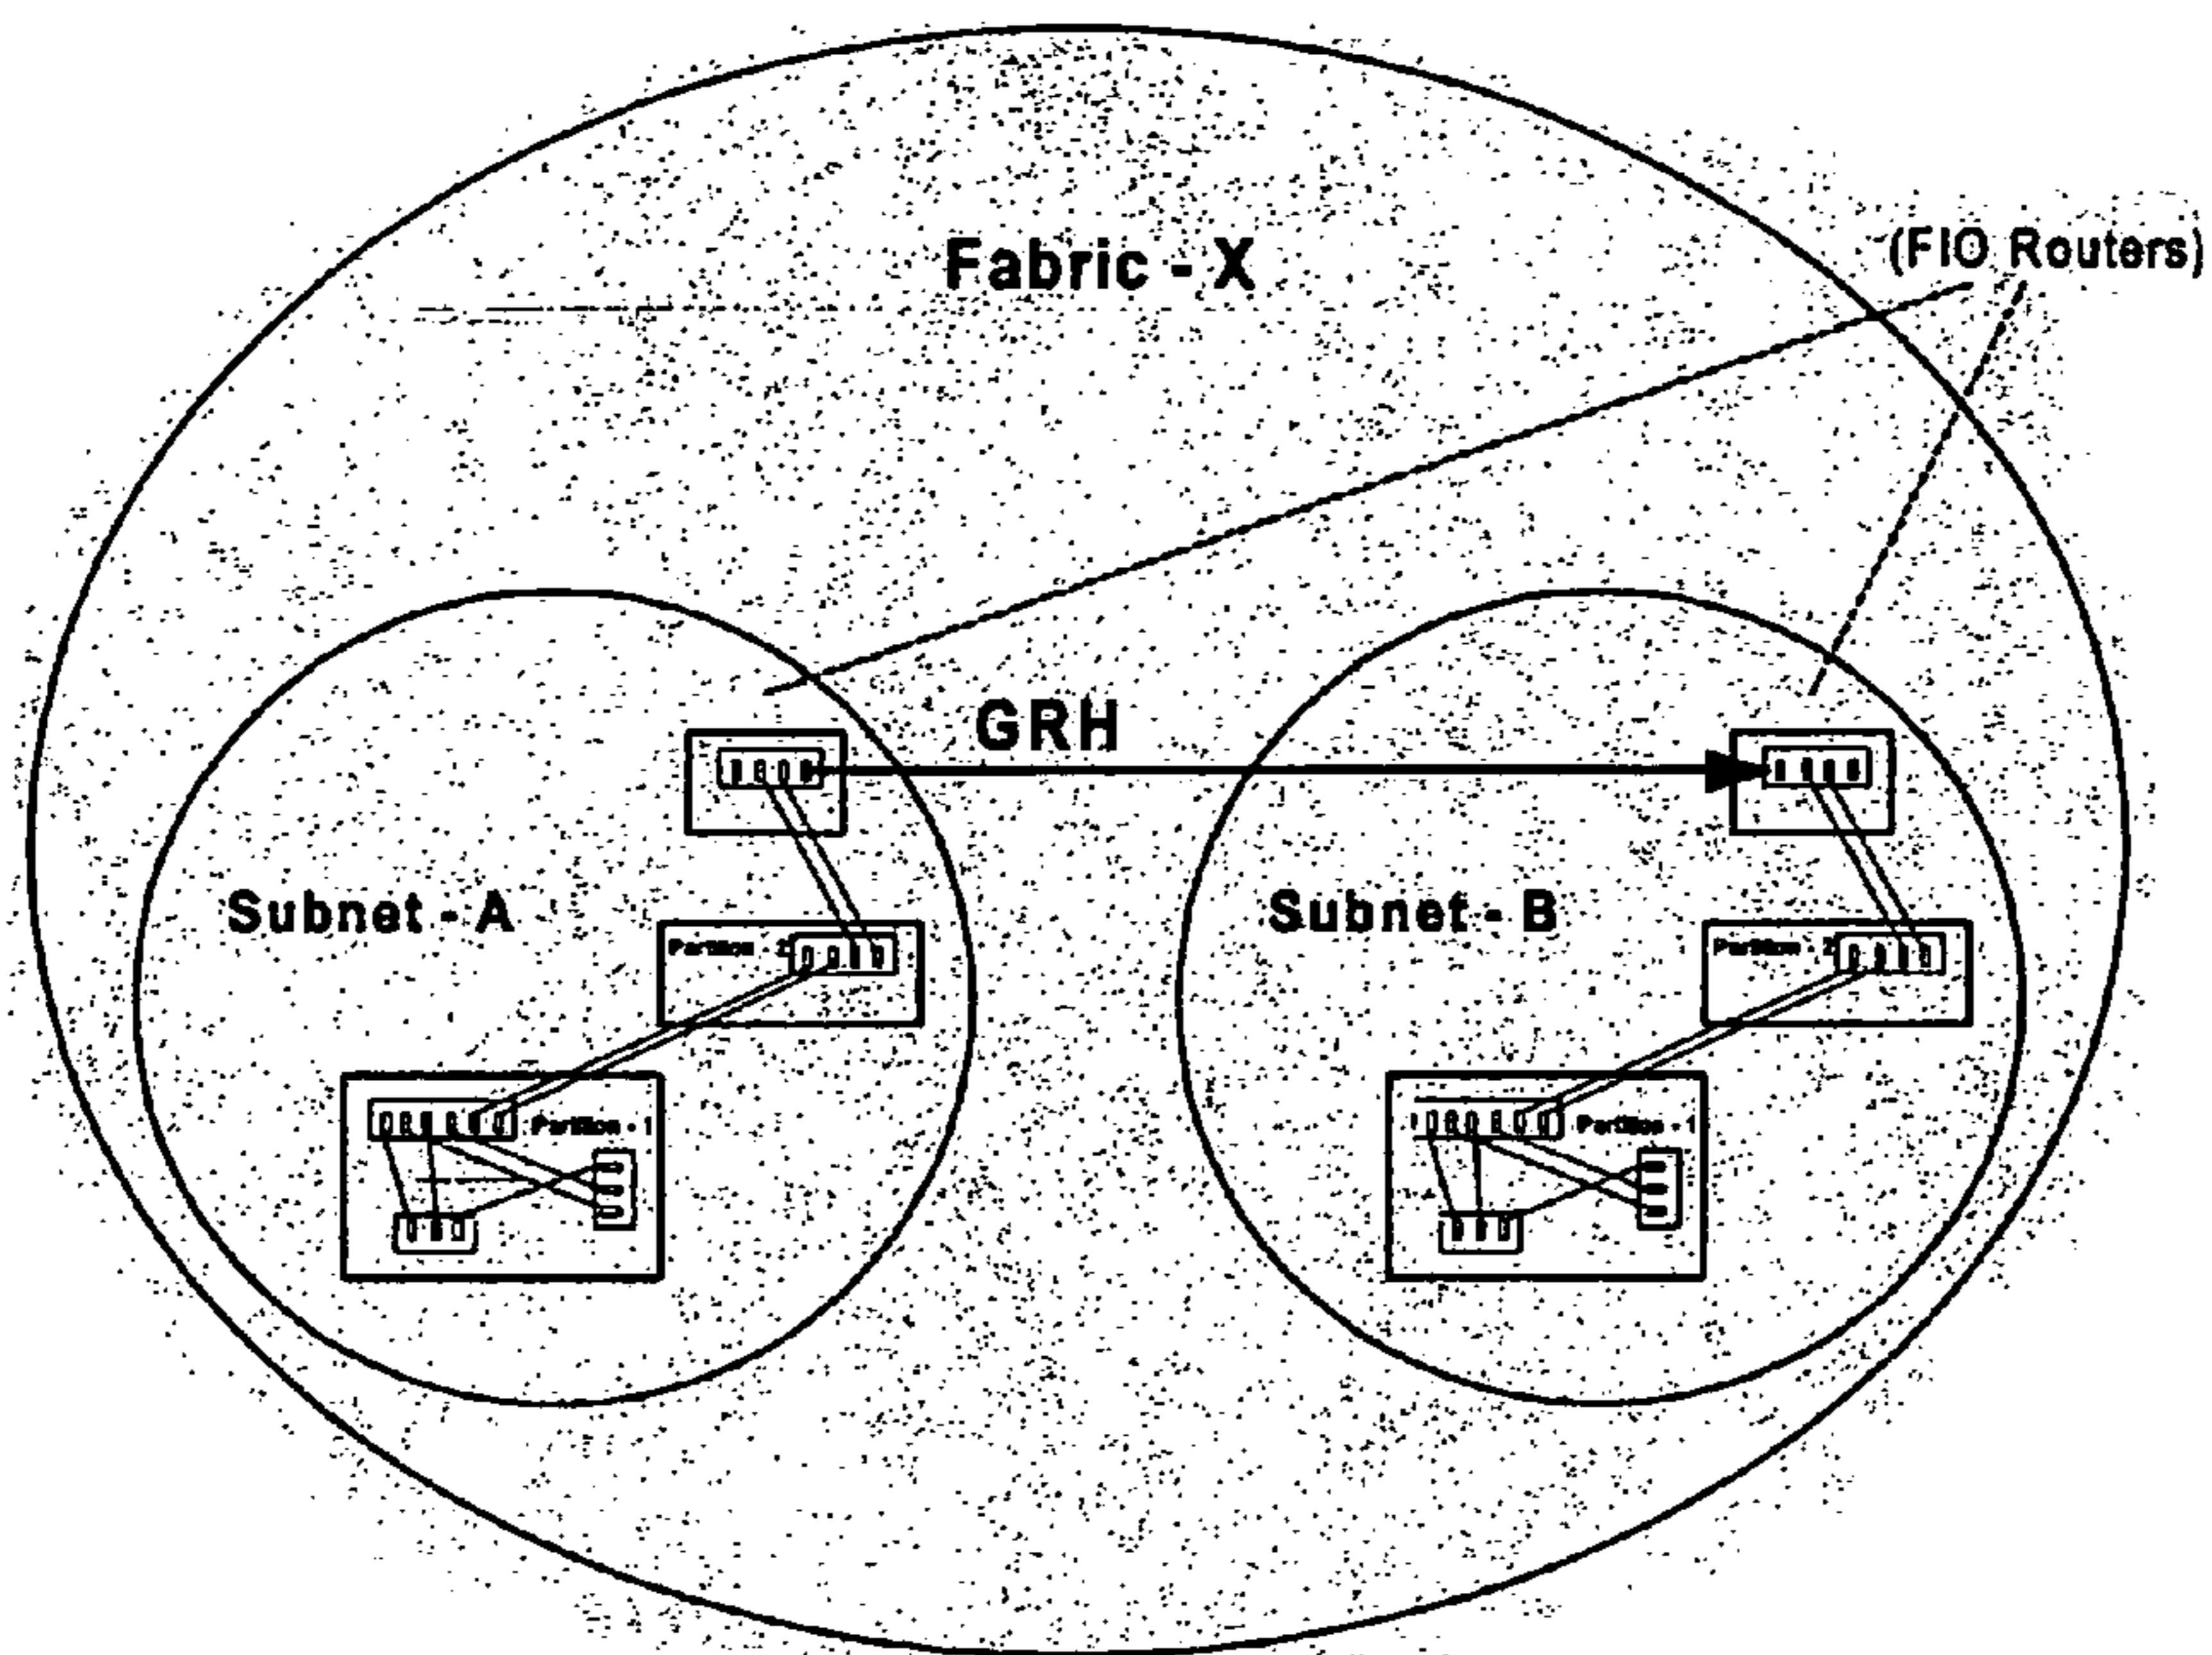 Fabric - X
(FIO Routers)
GRH
Subnet - A
Subnet - B
Partition - 2
Partition - 2
Partition - 1
Partition - 1